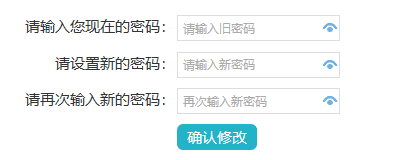 请输入您现在的密码： 请输入旧密码
请设置新的密码： 请输入新密码
请再次输入新的密码： 再次输入新密码
确认修改